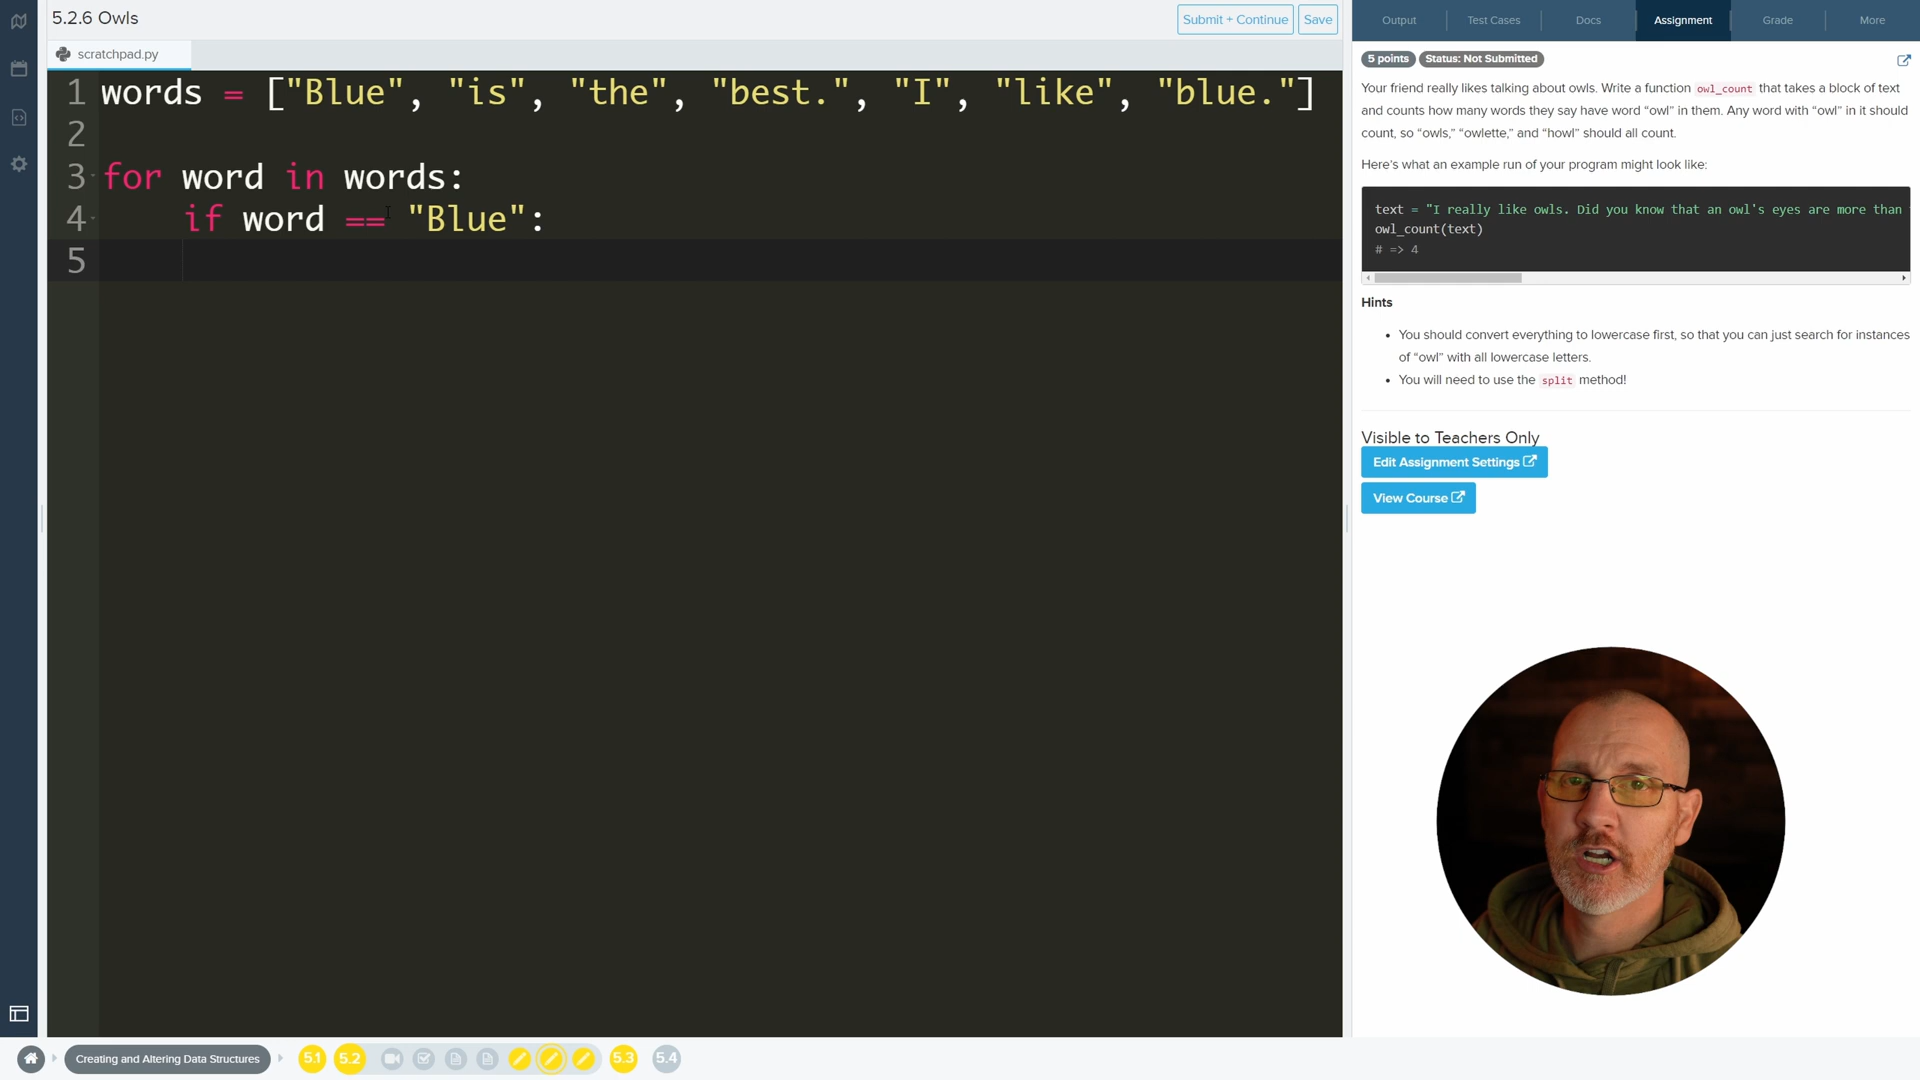 5.2.6 Owls
Submit + Continue
Save
Output
Test Cases
Docs
Assignment
Grade
More
scratchpad.py
1 words = ["Blue", "is", "the", "best.", "I", "like", "blue."]
2
3 for word in words:
4 if word == "Blue":
5
5 points
Status: Not Submitted
Your friend really likes talking about owls. Write a function owl_count that takes a block of text
and counts how many words they say have word “owl” in them. Any word with “owl” in it should
count, so “owls,” “owlette,” and “howl” should all count.
Here’s what an example run of your program might look like:
text = "I really like owls. Did you know that an owl's eyes are more than
owl_count(text)
# => 4
Hints
• You should convert everything to lowercase first, so that you can just search for instances
of “owl” with all lowercase letters.
• You will need to use the split method!
Visible to Teachers Only
Edit Assignment Settings
View Course
Creating and Altering Data Structures
5.1
5.2
5.3
5.4